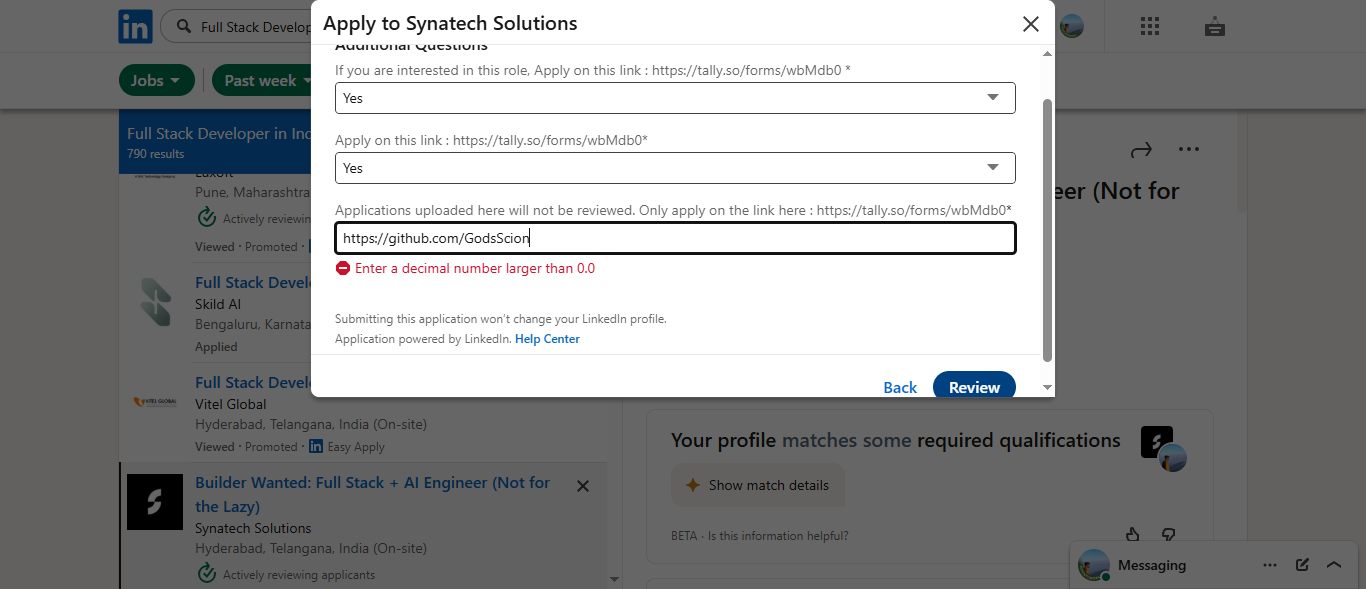 in
Full Stack Develop
Apply to Synatech Solutions
Jobs
Past week
Additional Questions
If you are interested in this role, Apply on this link : https://tally.so/forms/wbMdb0 *
Yes
Apply on this link : https://tally.so/forms/wbMdb0*
Yes
Applications uploaded here will not be reviewed. Only apply on the link here : https://tally.so/forms/wbMdb0*
https://github.com/GodsScion
Enter a decimal number larger than 0.0
Submitting this application won't change your LinkedIn profile.
Application powered by LinkedIn. Help Center
Back
Review
Full Stack Developer in Ind
790 results
Luxoft
Pune, Maharashtra
Actively reviewing
Viewed · Promoted ·
Full Stack Devel
Skild AI
Bengaluru, Karnata
Applied
Full Stack Devel
VITEL GLOBAL
Vitel Global
Hyderabad, Telangana, India (On-site)
Viewed · Promoted · in Easy Apply
Builder Wanted: Full Stack + AI Engineer (Not for
the Lazy)
Synatech Solutions
Hyderabad, Telangana, India (On-site)
Actively reviewing applicants
eer (Not for
Your profile matches some required qualifications
Show match details
BETA · Is this information helpful?
Messaging